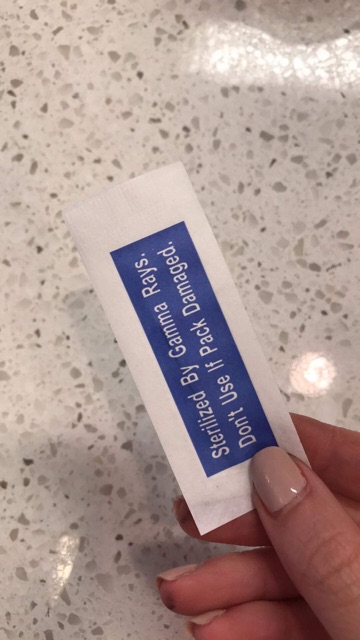 Sterilized By Gamma Rays.
Don't Use If Pack Damaged.